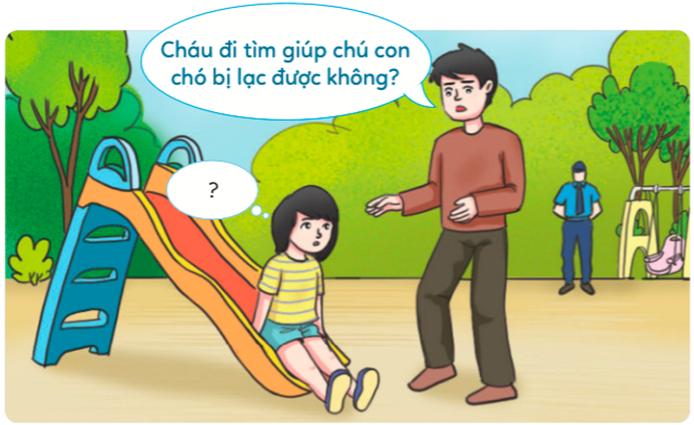 Cháu đi tìm giúp chú con
chó bị lạc được không?
?